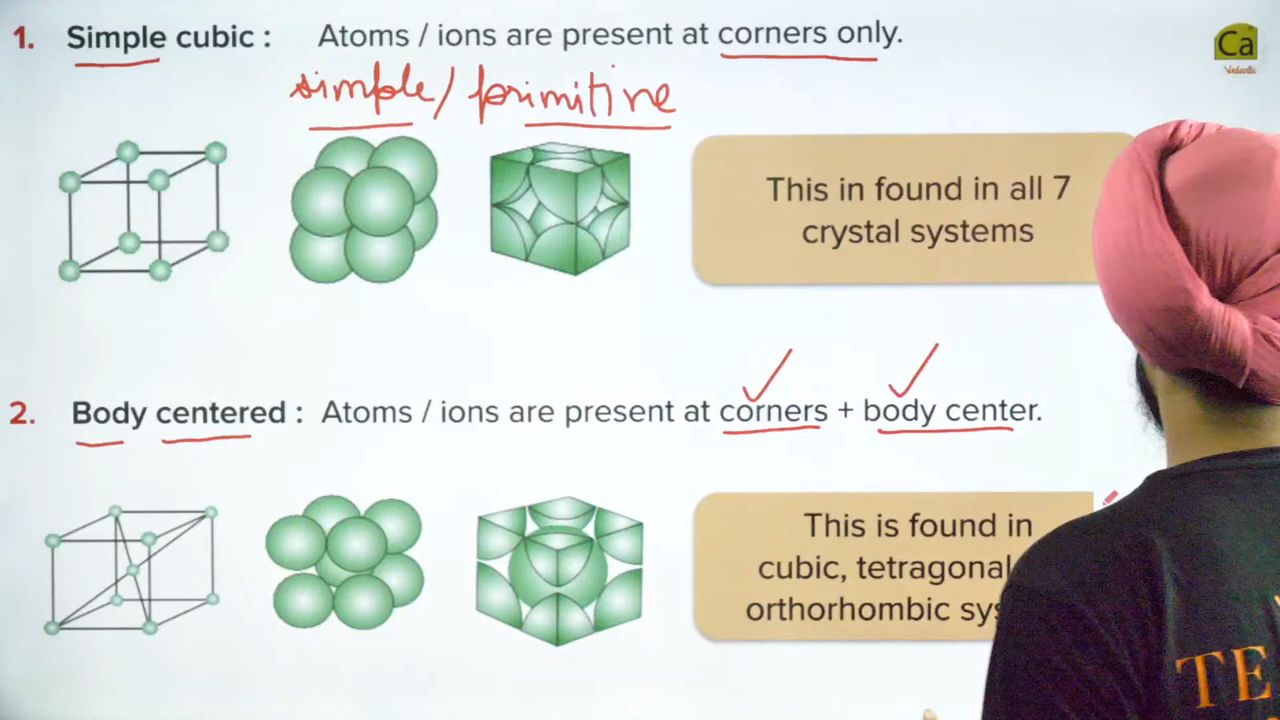 1. Simple cubic : Atoms / ions are present at corners only.
Ca
Vedantu
simple / primitive
This in found in all 7
crystal systems
2. Body centered : Atoms / ions are present at corners + body center.
This is found in
cubic, tetragonal
orthorhombic sys
TE